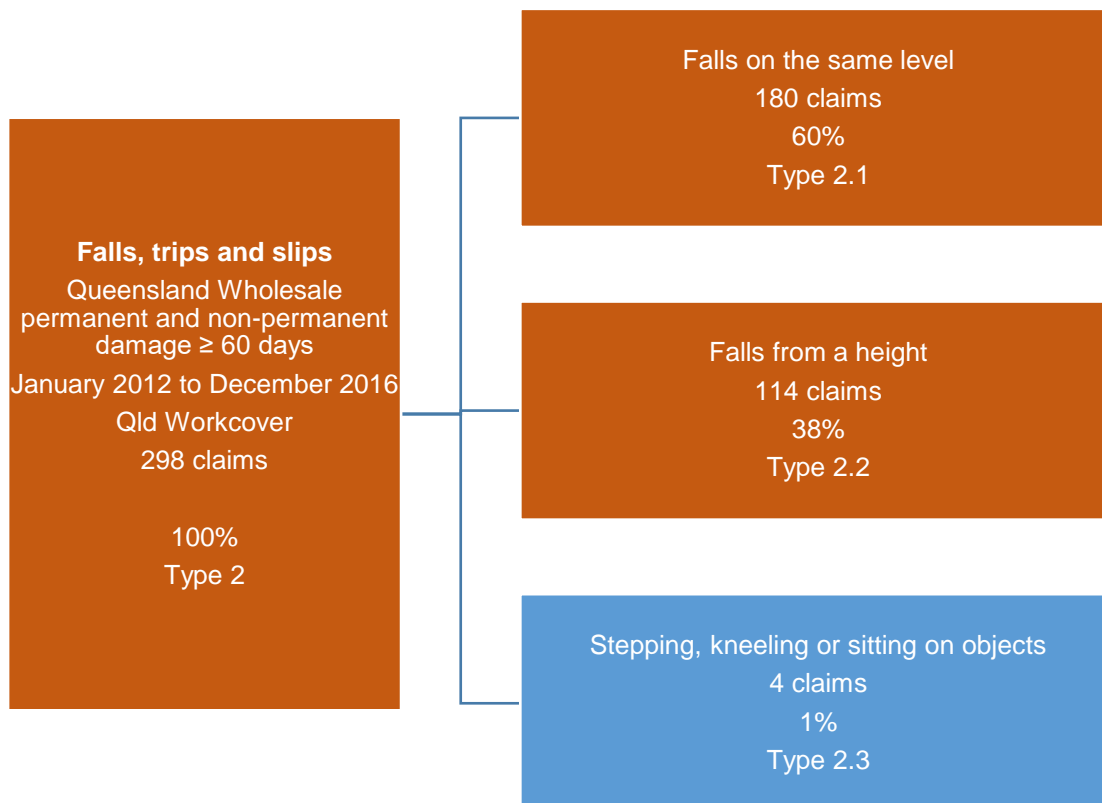 Falls, trips and slips
Queensland Wholesale
permanent and non-permanent
damage ≥ 60 days
January 2012 to December 2016
Qld Workcover
298 claims
100%
Type 2
Falls on the same level
180 claims
60%
Type 2.1
Falls from a height
114 claims
38%
Type 2.2
Stepping, kneeling or sitting on objects
4 claims
1%
Type 2.3